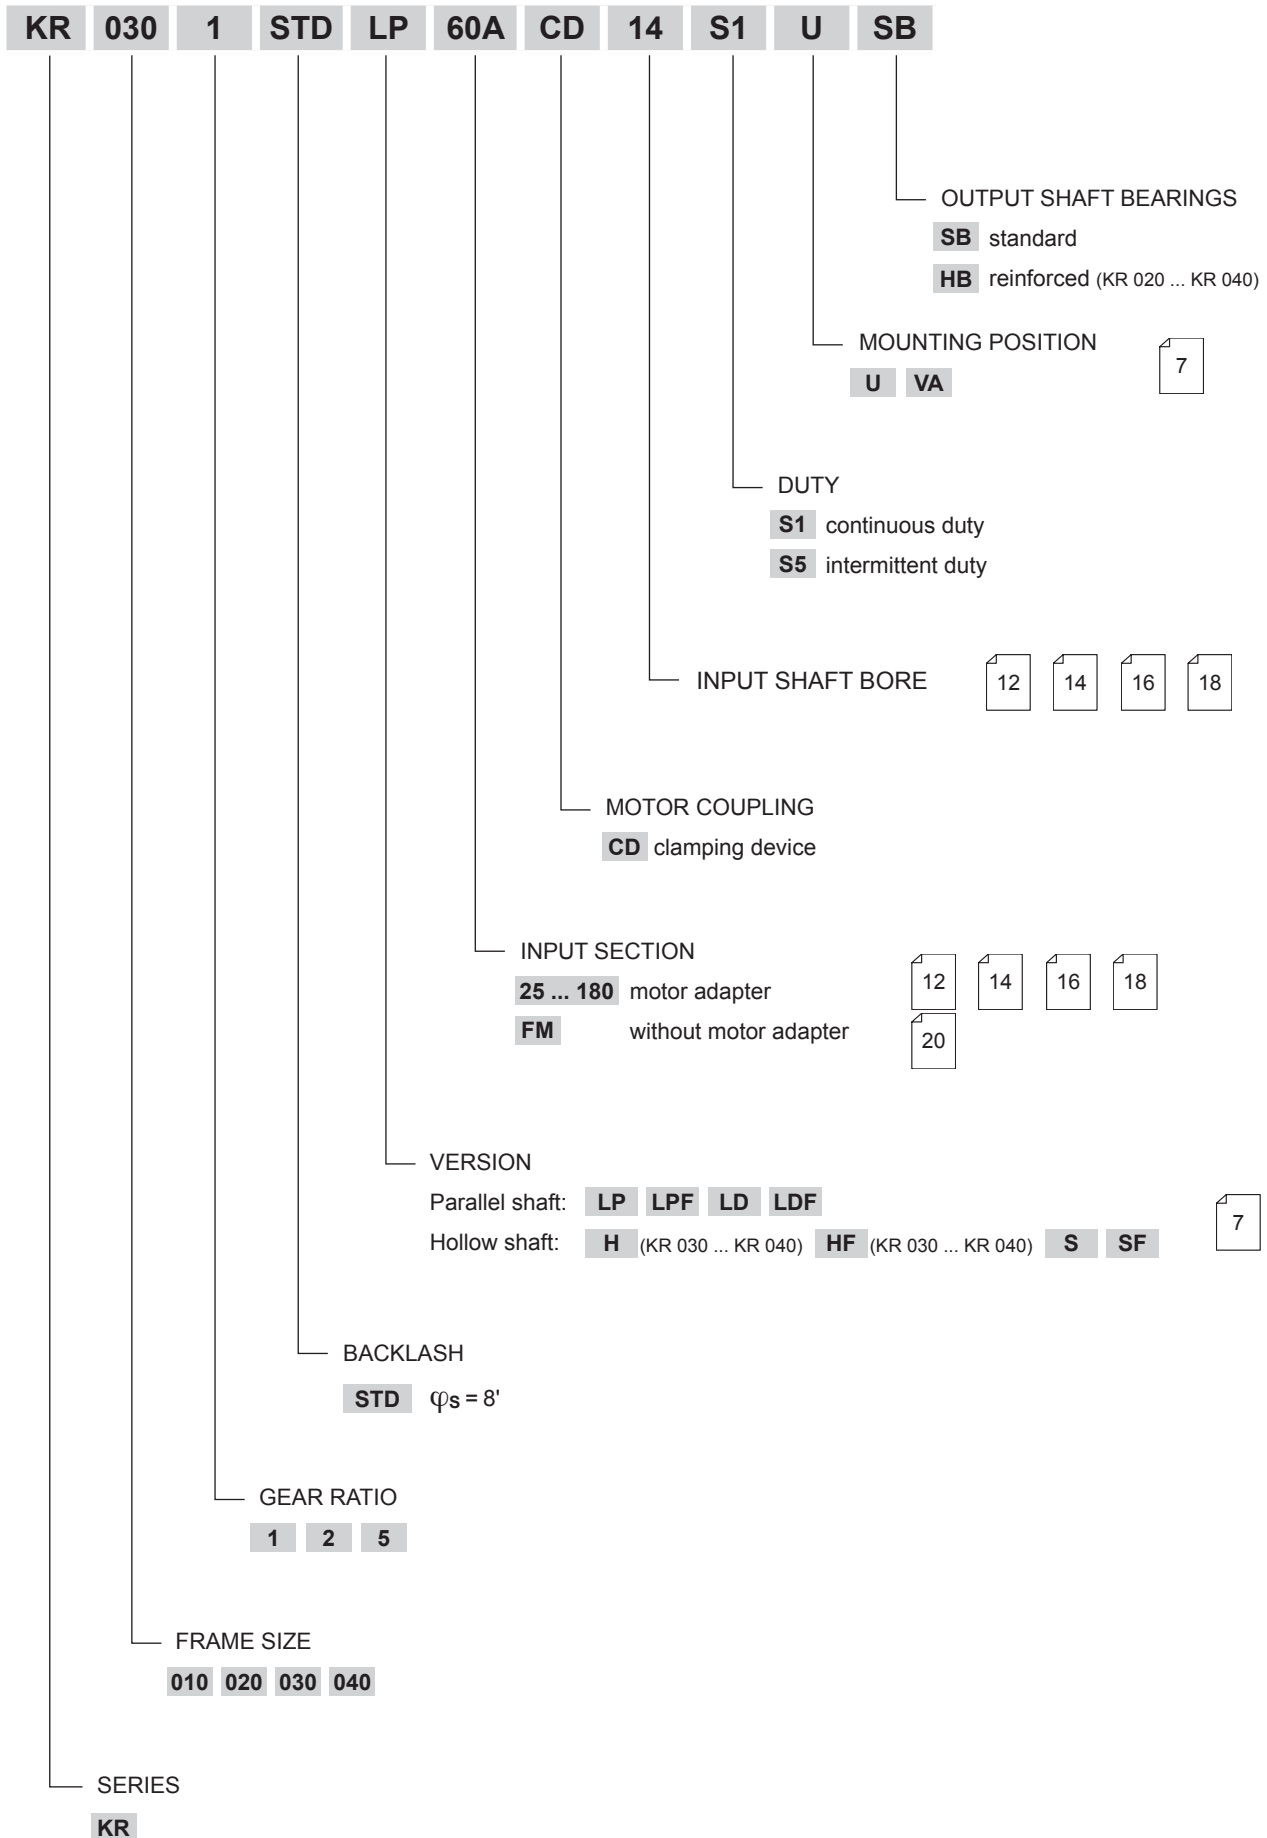 KR 030 1 STD LP 60A CD 14 S1 U SB
OUTPUT SHAFT BEARINGS
SB standard
HB reinforced (KR 020 ... KR 040)
MOUNTING POSITION 7
U VA
DUTY
S1 continuous duty
S5 intermittent duty
INPUT SHAFT BORE 12 14 16 18
MOTOR COUPLING
CD clamping device
INPUT SECTION
25 ... 180 motor adapter 12 14 16 18
FM without motor adapter 20
VERSION
Parallel shaft: LP LPF LD LDF
Hollow shaft: H (KR 030 ... KR 040) HF (KR 030 ... KR 040) S SF 7
BACKLASH
STD φs = 8'
GEAR RATIO
1 2 5
FRAME SIZE
010 020 030 040
SERIES
KR